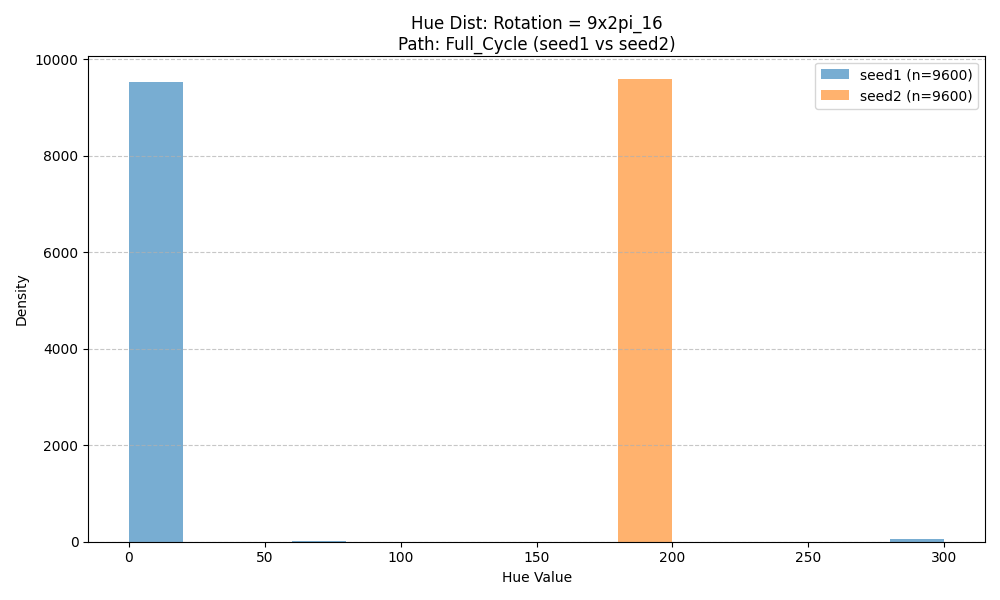 Hue Dist: Rotation = 9x2pi_16
Path: Full_Cycle (seed1 vs seed2)
seed1 (n=9600)
seed2 (n=9600)
Density
10000
8000
6000
4000
2000
0
0 50 100 150 200 250 300
Hue Value